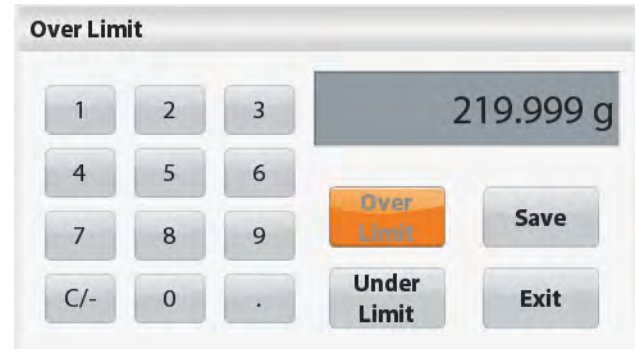 Over Limit
219.999 g
1 2 3
4 5 6
7 8 9
C/- 0 .
Over
Limit
Save
Under
Limit
Exit